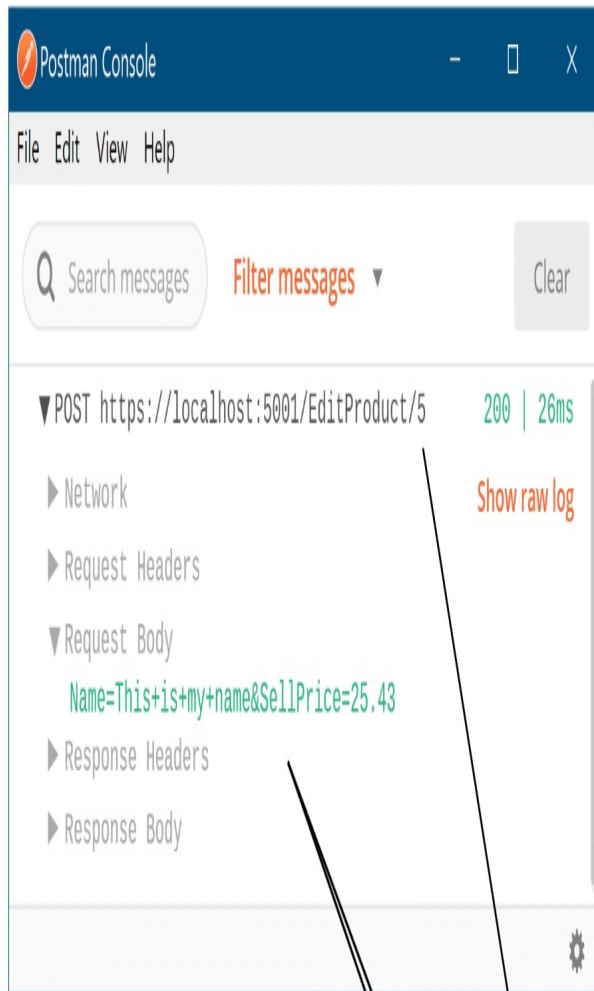 Postman Console
File Edit View Help
Search messages Filter messages Clear
POST https://localhost:5001/EditProduct/5 200 | 26ms
Network Show raw log
Request Headers
Request Body
Name=This+is+my+name&SellPrice=25.43
Response Headers
Response Body